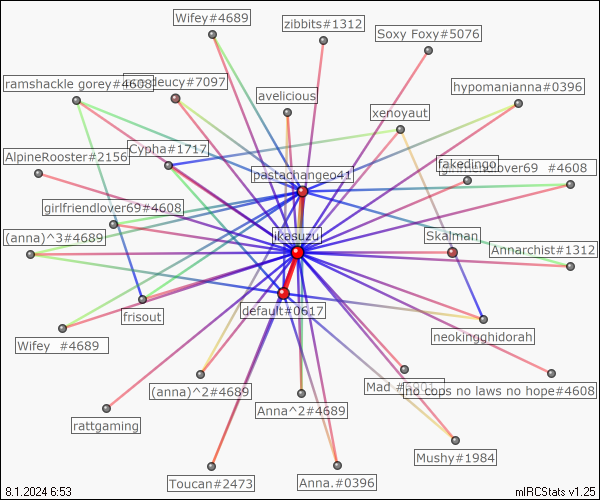 Wifey#4689
zibbits#1312
Soxy Foxy#5076
ramshackle gorey#4608
deucy#7097
avelicious
hypomanianna#0396
xenoyaut
Cypha#1717
AlpineRooster#2156
pastachangeo41
fakedingo
lover69 #4608
girlfriendlover69#4608
(anna)^3#4689
ikasuzu
Skalman
Annarchist#1312
frisout
default#0617
neokingghidorah
Wifey #4689
(anna)^2#4689
Mad
no cops no laws no hope#4608
Anna^2#4689
rattgaming
Mushy#1984
Toucan#2473
Anna.#0396
8.1.2024 6:53
mIRCStats v1.25